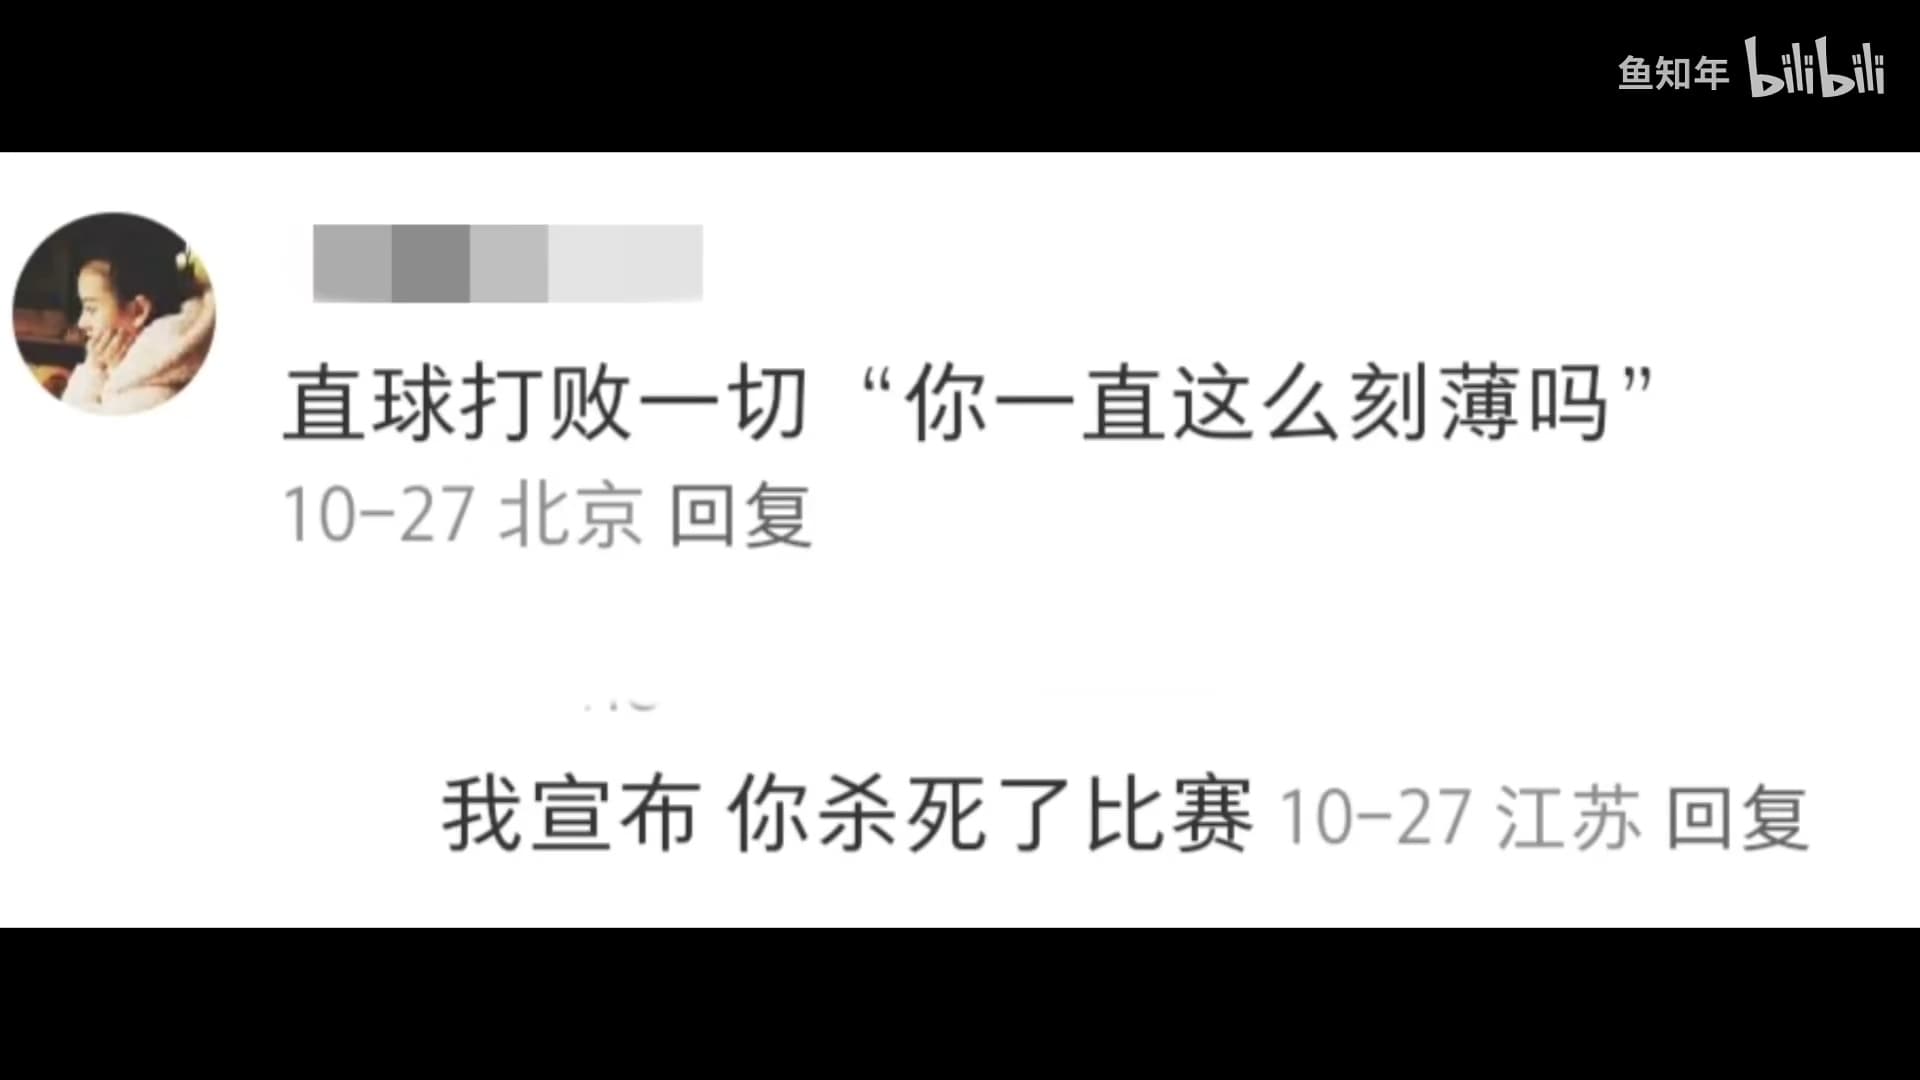 鱼知年 bilibili
直球打败一切 “你一直这么刻薄吗”
10-27 北京 回复
我宣布 你杀死了比赛 10-27 江苏 回复